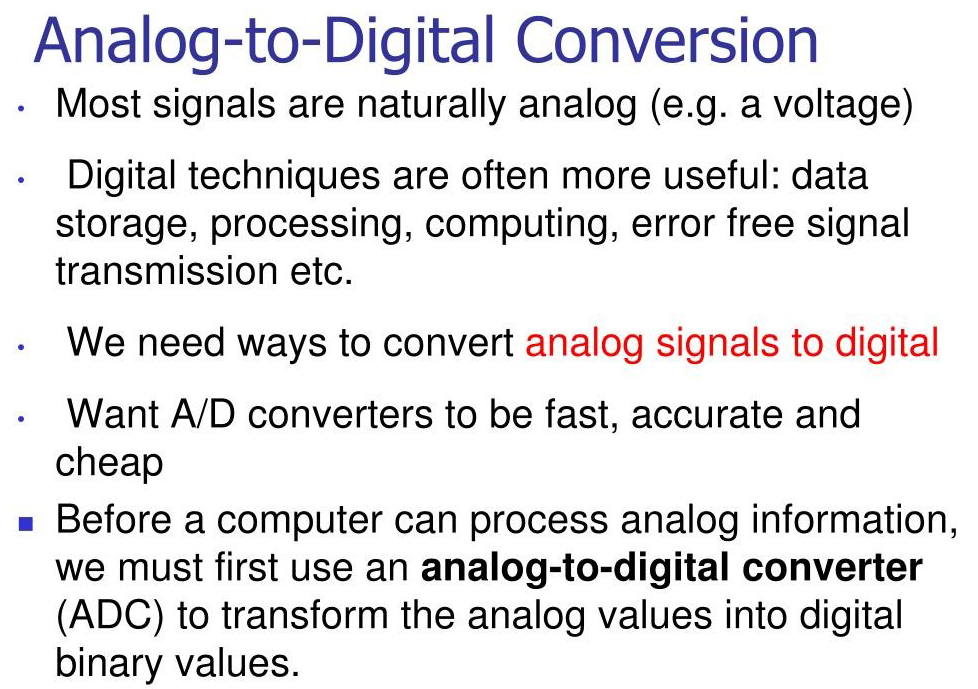 Analog-to-Digital Conversion
• Most signals are naturally analog (e.g. a voltage)
• Digital techniques are often more useful: data
storage, processing, computing, error free signal
transmission etc.
• We need ways to convert analog signals to digital
• Want A/D converters to be fast, accurate and
cheap
■ Before a computer can process analog information,
we must first use an analog-to-digital converter
(ADC) to transform the analog values into digital
binary values.